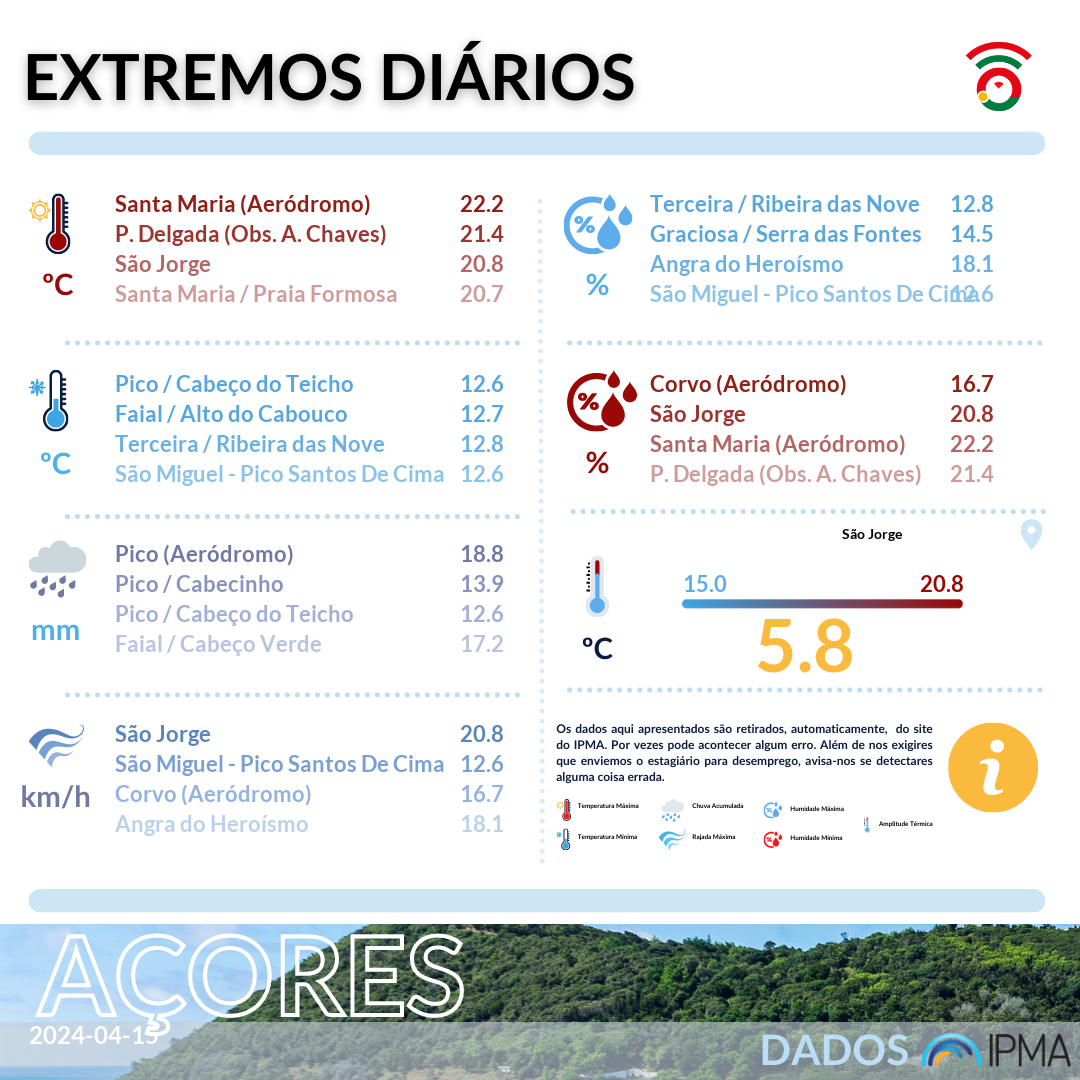 EXTREMOS DIÁRIOS
°C
Santa Maria (Aeródromo) 22.2
P. Delgada (Obs. A. Chaves) 21.4
São Jorge 20.8
Santa Maria / Praia Formosa 20.7
°C
Pico / Cabeço do Teicho 12.6
Faial / Alto do Cabouco 12.7
Terceira / Ribeira das Nove 12.8
São Miguel - Pico Santos De Cima 12.6
mm
Pico (Aeródromo) 18.8
Pico / Cabecinho 13.9
Pico / Cabeço do Teicho 12.6
Faial / Cabeço Verde 17.2
km/h
São Jorge 20.8
São Miguel - Pico Santos De Cima 12.6
Corvo (Aeródromo) 16.7
Angra do Heroísmo 18.1
%
%
Terceira / Ribeira das Nove 12.8
Graciosa / Serra das Fontes 14.5
Angra do Heroísmo 18.1
São Miguel - Pico Santos De Cima 12.6
%
%
Corvo (Aeródromo) 16.7
São Jorge 20.8
Santa Maria (Aeródromo) 22.2
P. Delgada (Obs. A. Chaves) 21.4
São Jorge
°C
15.0 20.8
5.8
Os dados aqui apresentados são retirados, automaticamente, do site
do IPMA. Por vezes pode acontecer algum erro. Além de nos exigires
que enviemos o estagiário para desemprego, avisa-nos se detectares
alguma coisa errada.
i
Temperatura Máxima
Chuva Acumulada
Humidade Máxima
Amplitude Térmica
Temperatura Mínima
Rajada Máxima
Humidade Mínima
AÇORES
2024-04-15
DADOS IPMA